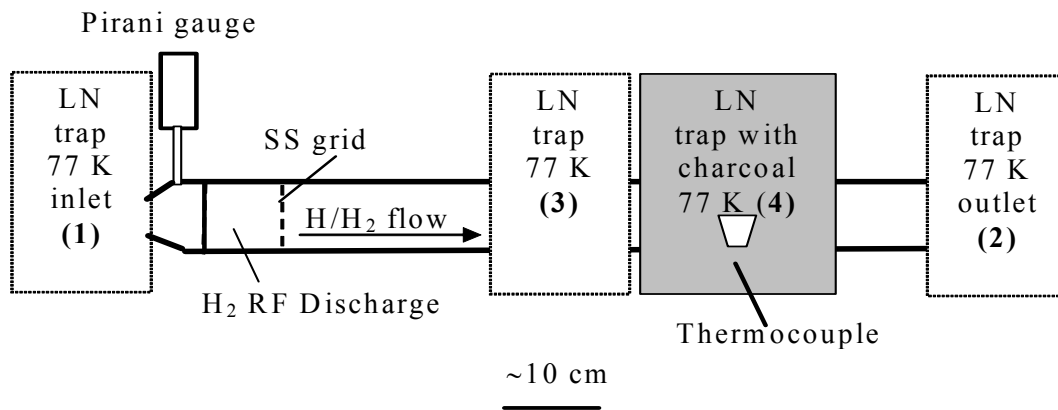 Pirani gauge
LN
trap
77 K
inlet
(1)
SS grid
H/H₂ flow
H₂ RF Discharge
LN
trap
77 K
(3)
LN
trap with
charcoal
77 K (4)
Thermocouple
LN
trap
77 K
outlet
(2)
~10 cm